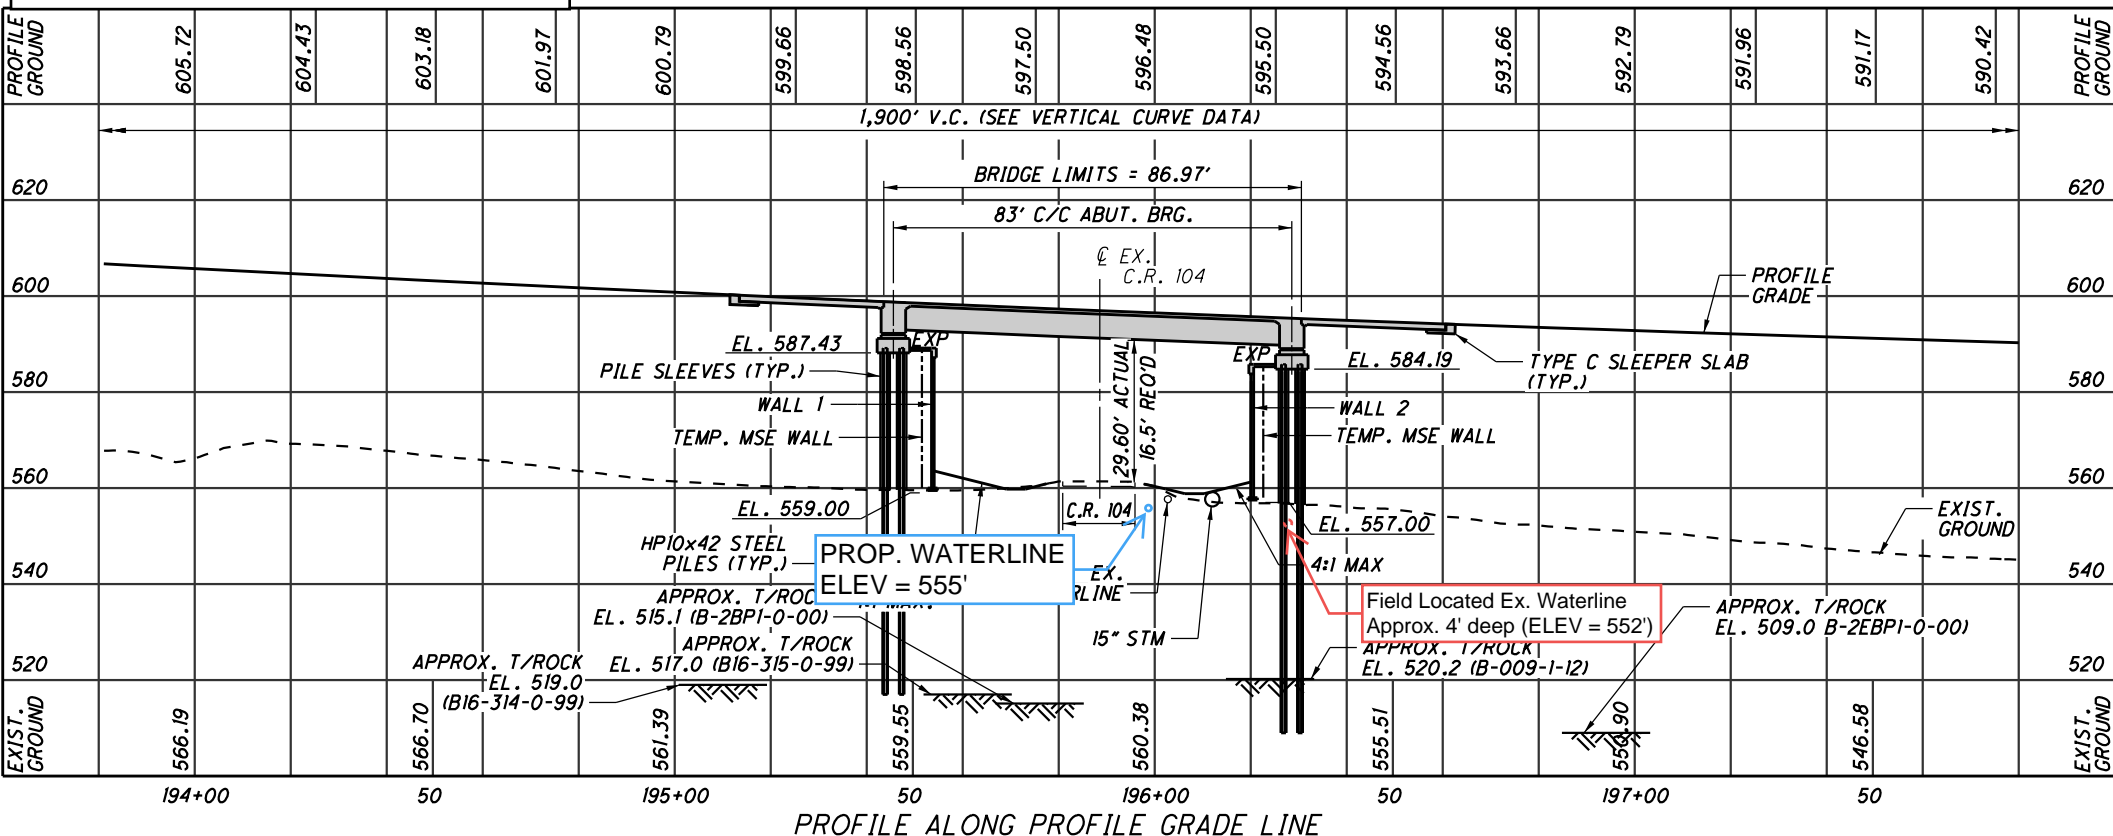 PROFILE
GROUND
605.72
604.43
603.18
601.97
600.79
599.66
598.56
597.50
596.48
595.50
594.56
593.66
592.79
591.96
591.17
590.42
PROFILE
GROUND
1,900' V.C. (SEE VERTICAL CURVE DATA)
BRIDGE LIMITS = 86.97'
620
620
83' C/C ABUT. BRG.
℄ EX.
C.R. 104
600
600
PROFILE
GRADE
EL. 587.43
EXP
EXP
EL. 584.19
TYPE C SLEEPER SLAB
(TYP.)
PILE SLEEVES (TYP.)
580
580
29.60' ACTUAL
16.5' REQ'D
WALL 1
WALL 2
TEMP. MSE WALL
TEMP. MSE WALL
560
560
EL. 559.00
C.R. 104
EL. 557.00
EXIST.
GROUND
HP10x42 STEEL
PILES (TYP.)
PROP. WATERLINE
ELEV = 555'
EX.
RLINE
4:1 MAX
540
540
APPROX. T/ROCK
EL. 515.1 (B-2BP1-0-00)
Field Located Ex. Waterline
Approx. 4' deep (ELEV = 552')
APPROX. T/ROCK
EL. 509.0 B-2EBP1-0-00)
15" STM
APPROX. T/ROCK
EL. 517.0 (B16-315-0-99)
APPROX. T/ROCK
EL. 520.2 (B-009-1-12)
APPROX. T/ROCK
EL. 519.0
(B16-314-0-99)
520
520
EXIST.
GROUND
566.19
566.70
561.39
559.55
560.38
555.51
550.90
546.58
EXIST.
GROUND
194+00
50
195+00
50
196+00
50
197+00
50
PROFILE ALONG PROFILE GRADE LINE